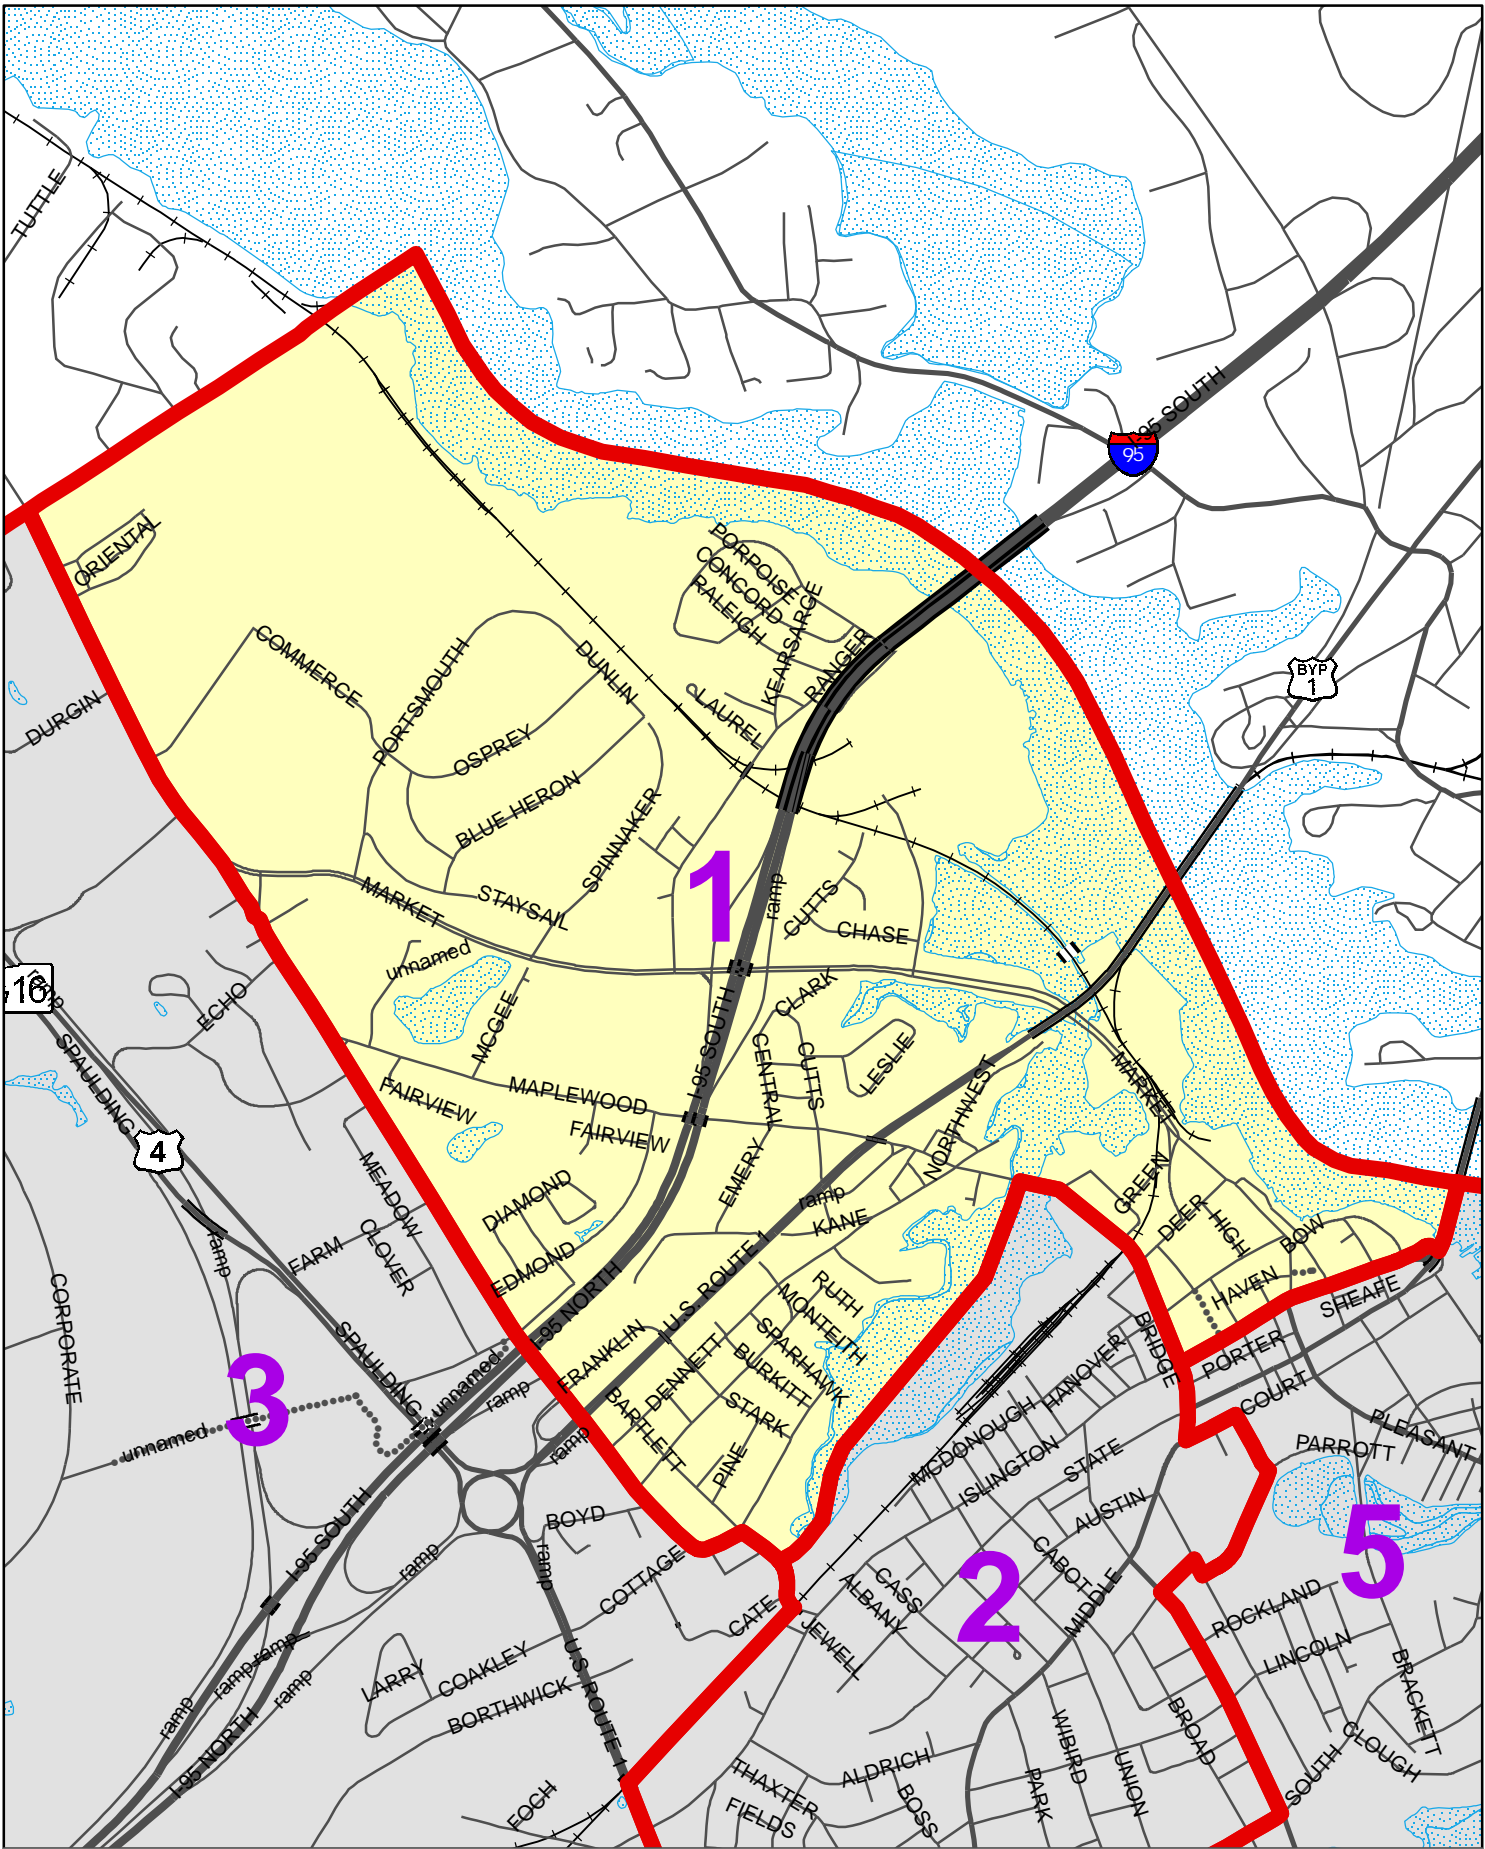 TUTTLE
I-95 SOUTH
95
ORIENTAL
PORPOISE
CONCORD
RALEIGH
KEARSARGE
RANGER
COMMERCE
PORTSMOUTH
DUNLIN
LAUREL
BYP
1
DURGIN
OSPREY
BLUE HERON
SPINNAKER
1
ramp
CUTTS
CHASE
MARKET
STAYSAIL
unnamed
16
ramp
ECHO
MCGEE
I-95 SOUTH
CLARK
SPAULDING
4
FAIRVIEW
MAPLEWOOD
FAIRVIEW
CENTRAL
CUTTS
LESLIE
NORTHWEST
MARKET
MEADOW
DIAMOND
EMERY
ramp
KANE
GREEN
DEER
HIGH
BOW
ramp
FARM
CLOVER
EDMOND
I-95 NORTH
U.S. ROUTE 1
RUTH
MONTEITH
HAVEN
SHEAFE
CORPORATE
SPAULDING
FRANKLIN
SPARHAWK
BRIDGE
PORTER
3
unnamed
ramp
DENNETT
BURKITT
HANOVER
COURT
unnamed
BARTLETT
STARK
MCDONOUGH
PLEASANT
ramp
PINE
ISLINGTON
STATE
PARROTT
I-95 SOUTH
BOYD
AUSTIN
5
ramp
ramp
COTTAGE
CASS
ALBANY
2
CABOT
MIDDLE
ROCKLAND
CATE
JEWELL
LINCOLN
ramp
ramp
ramp
ramp
LARRY
COAKLEY
BORTHWICK
U.S. ROUTE 1
WIBIRD
BROAD
BRACKETT
I-95 NORTH
CLOUGH
SOUTH
FOCH
THAXTER
FIELDS
ALDRICH
BOSS
PARK
UNION